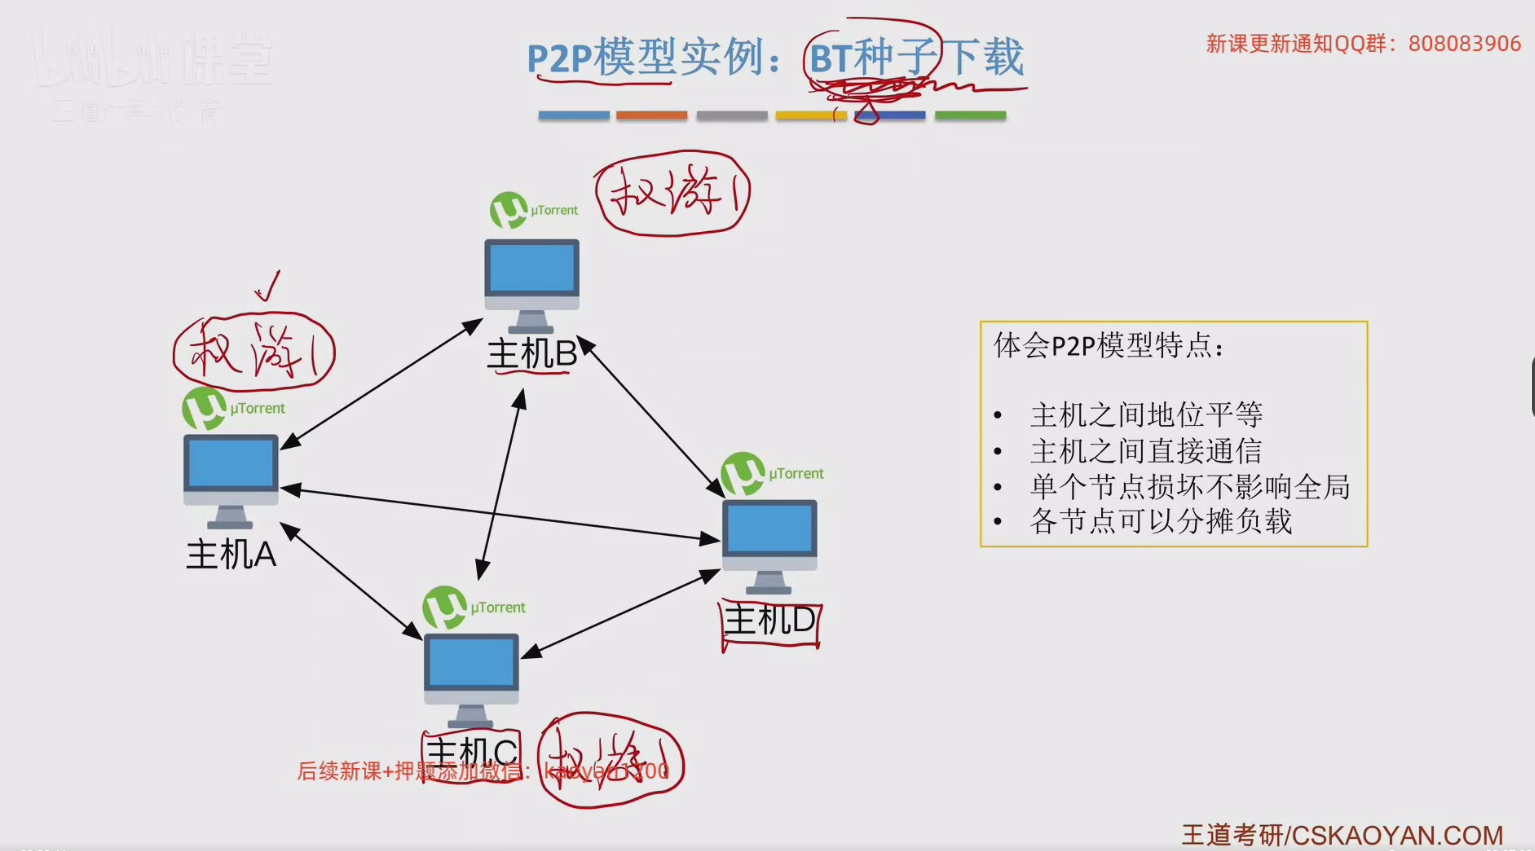 bilibili 课堂
P2P模型实例：BT种子下载
新课更新通知QQ群：808083906
权游1
μTorrent
主机B
权游1
μTorrent
主机A
μTorrent
主机D
μTorrent
主机C
权游1
后续新课+押题添加微信：kaoyan1200
体会P2P模型特点：
• 主机之间地位平等
• 主机之间直接通信
• 单个节点损坏不影响全局
• 各节点可以分摊负载
王道考研/CSKAOYAN.COM